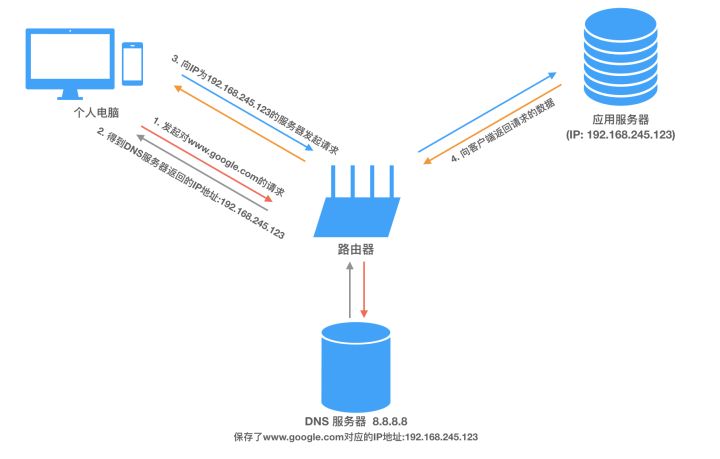 3. 向IP为192.168.245.123的服务器发起请求
个人电脑
应用服务器
(IP: 192.168.245.123)
1. 发起对www.google.com的请求
2. 得到DNS服务器返回的IP地址:192.168.245.123
4. 向客户端返回请求的数据
路由器
DNS 服务器 8.8.8.8
保存了www.google.com对应的IP地址:192.168.245.123